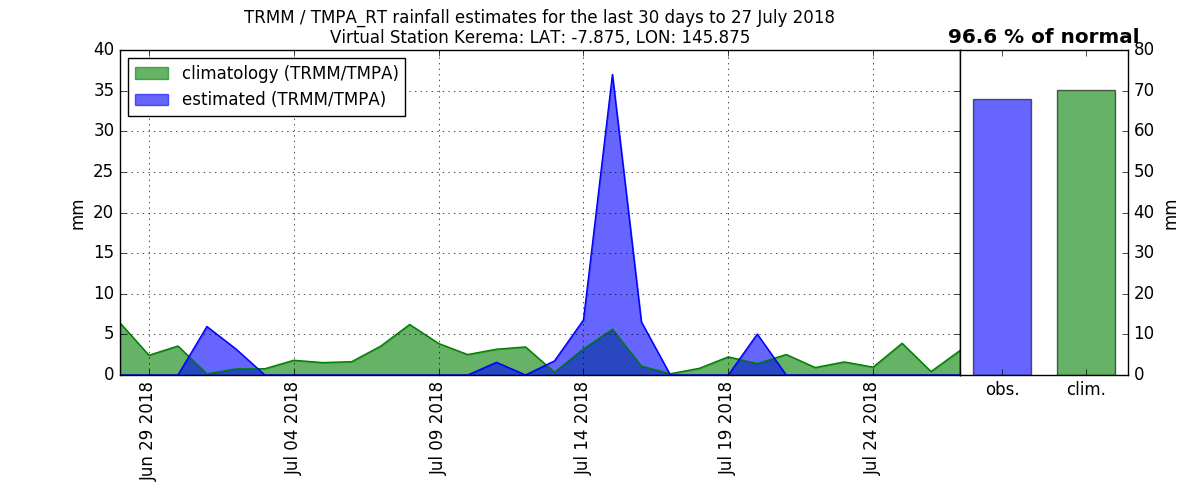 TRMM / TMPA_RT rainfall estimates for the last 30 days to 27 July 2018
Virtual Station Kerema: LAT: -7.875, LON: 145.875
96.6 % of normal
climatology (TRMM/TMPA)
estimated (TRMM/TMPA)
40
35
30
25
20
15
10
5
0
mm
Jun 29 2018
Jul 04 2018
Jul 09 2018
Jul 14 2018
Jul 19 2018
Jul 24 2018
80
70
60
50
40
30
20
10
0
mm
obs.
clim.